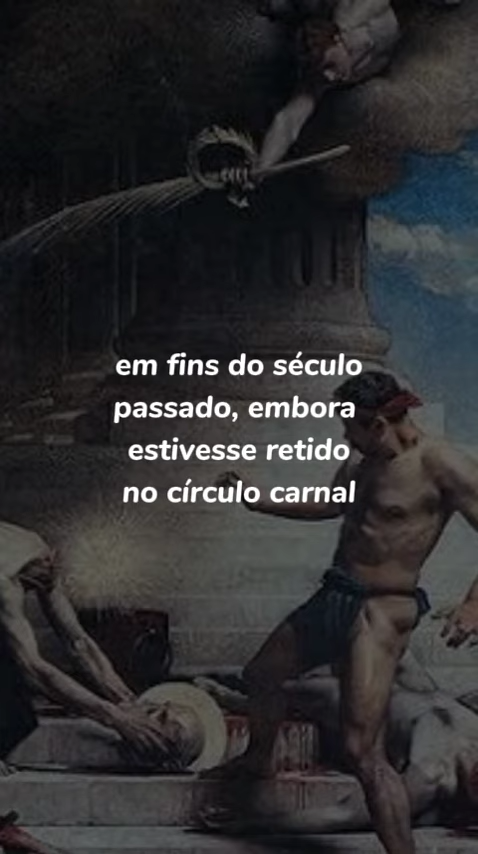 em fins do século
passado, embora
estivesse retido
no círculo carnal